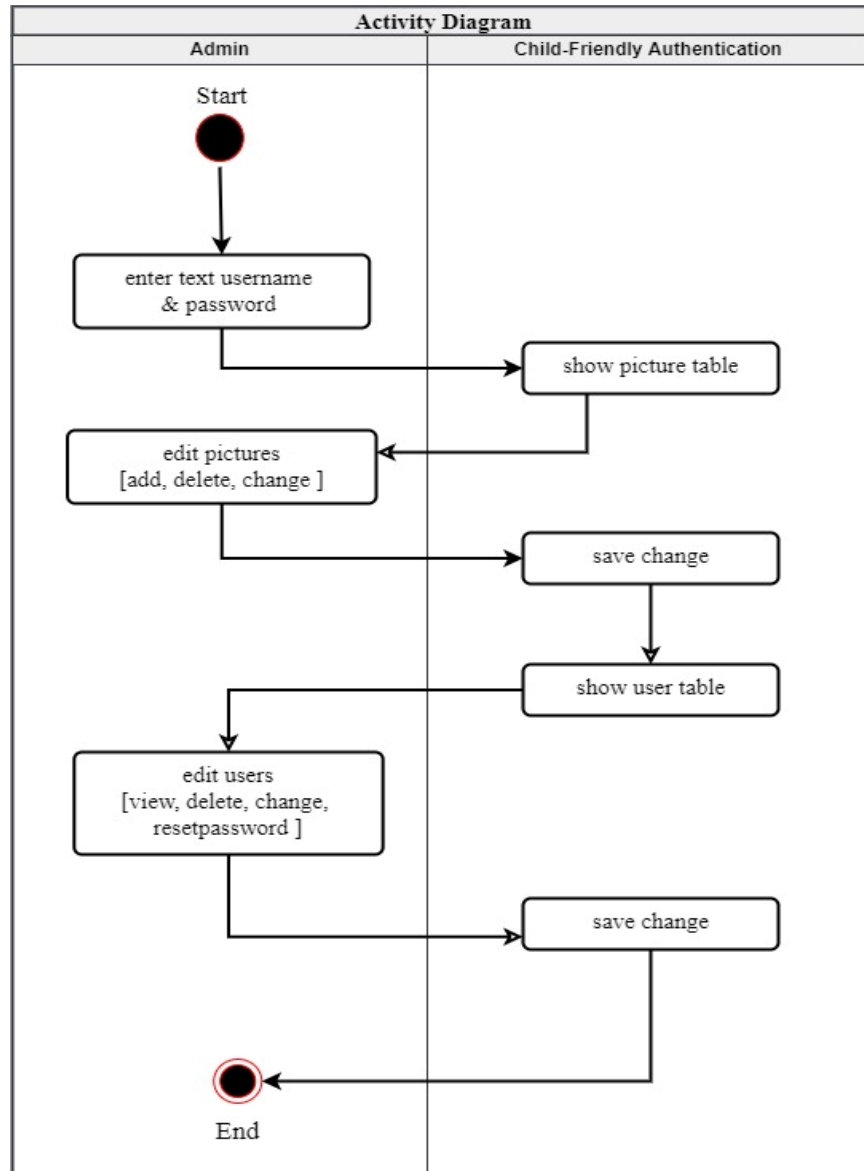 Activity Diagram
Admin
Child-Friendly Authentication
Start
enter text username
& password
show picture table
edit pictures
[add, delete, change ]
save change
show user table
edit users
[view, delete, change,
resetpassword ]
save change
End